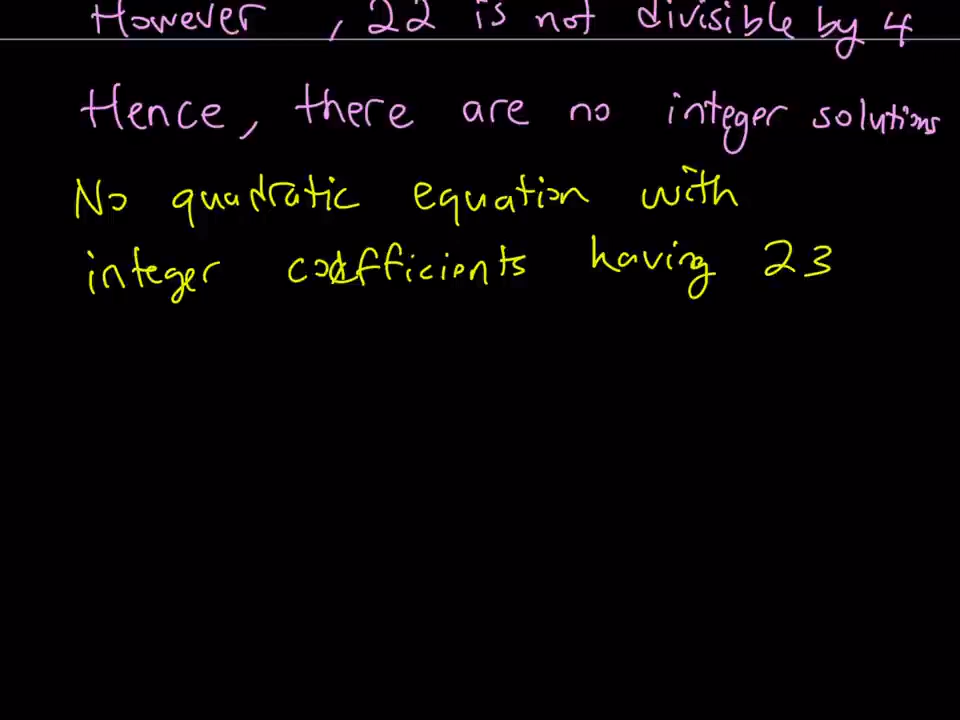 However, 22 is not divisible by 4
Hence, there are no integer solutions
No quadratic equation with
integer coefficients having 23